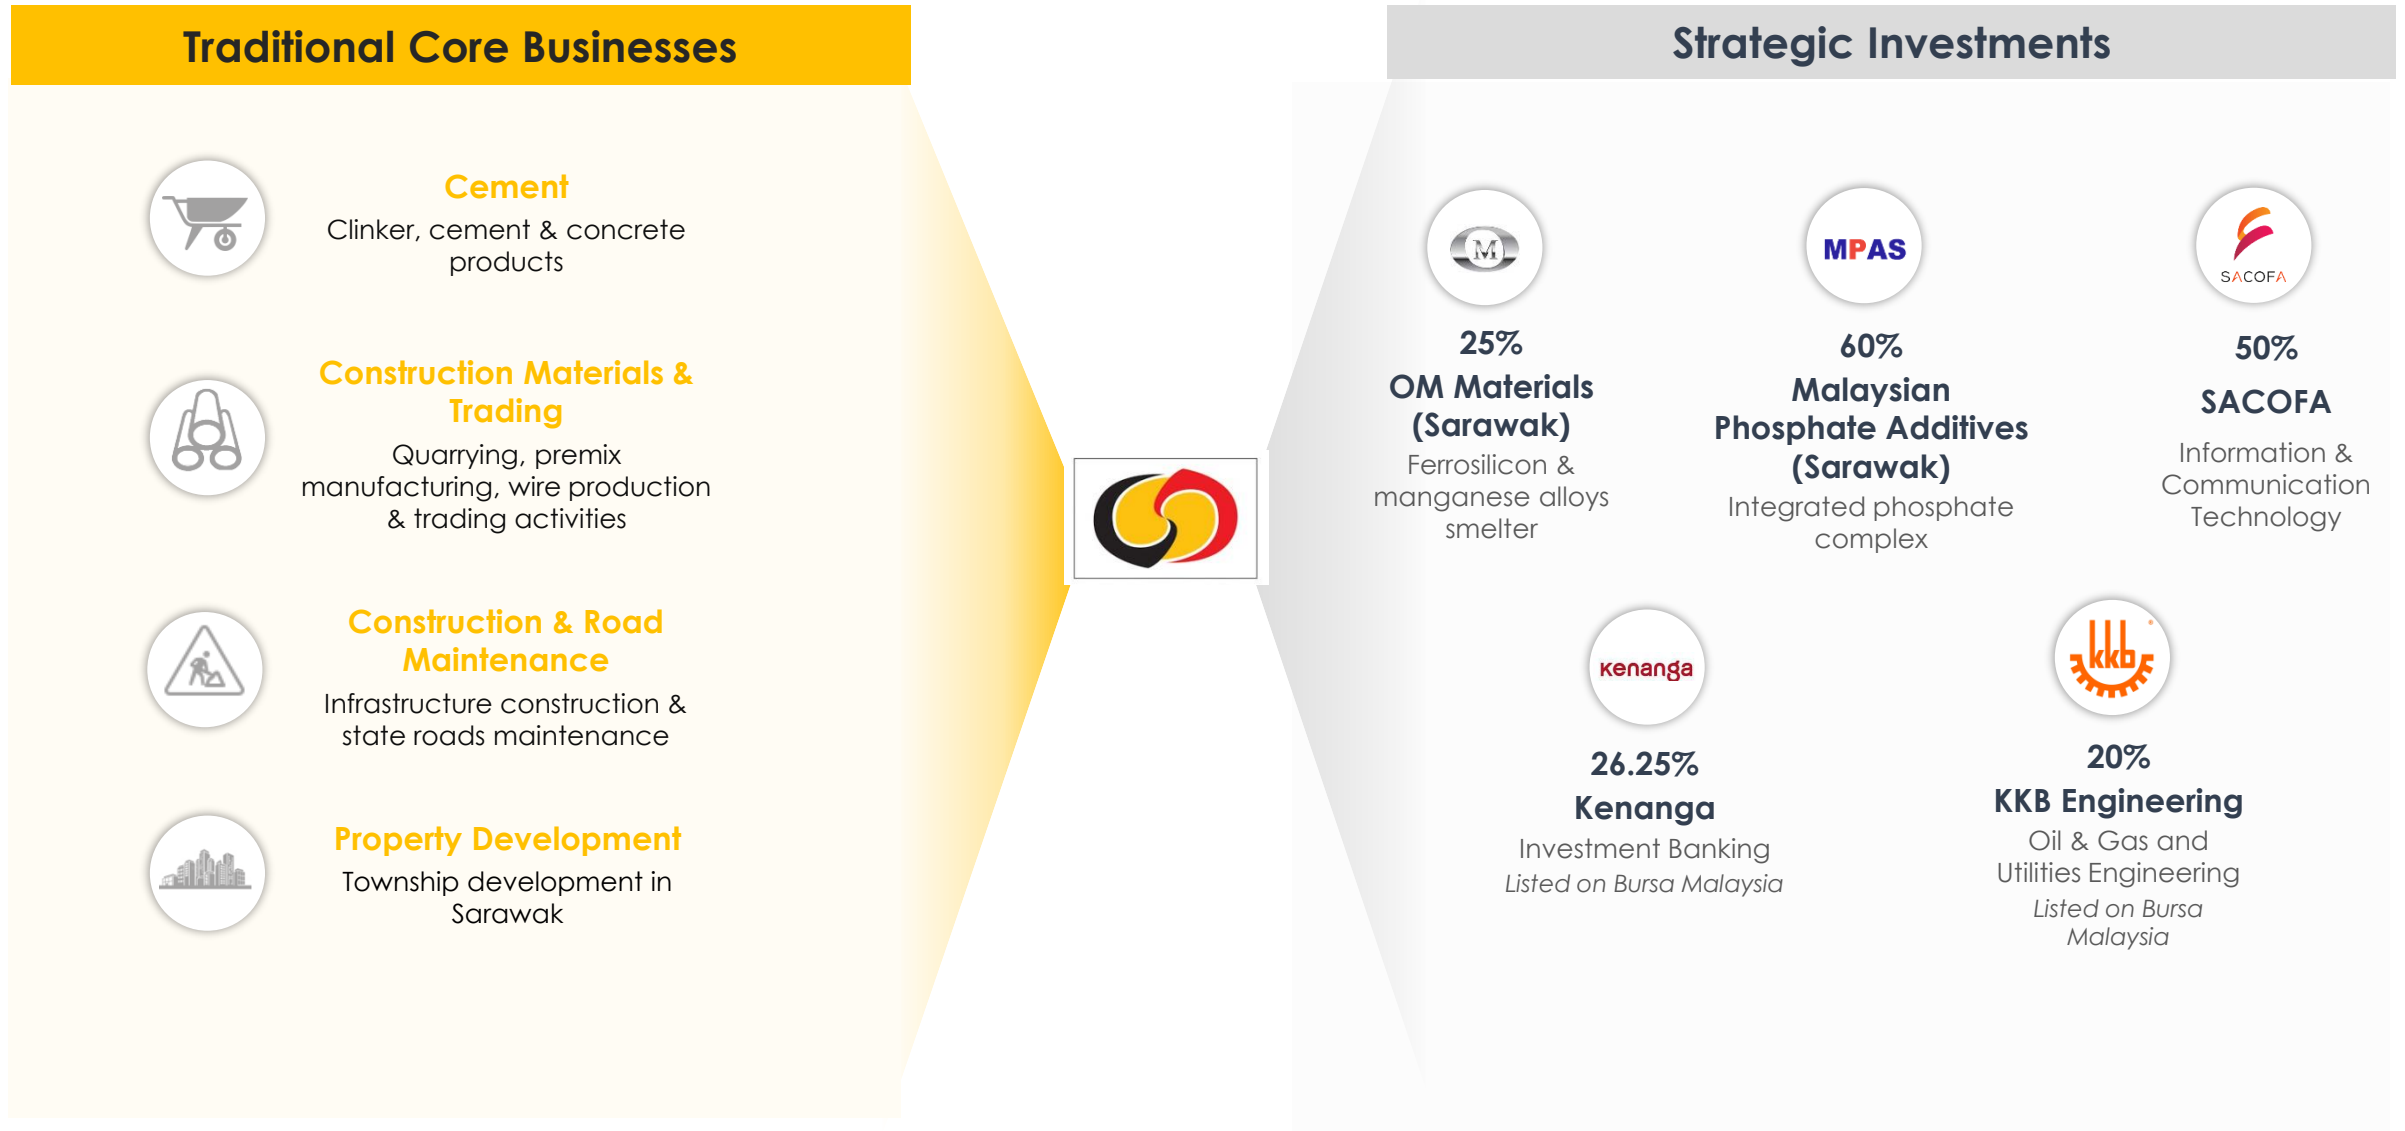 Traditional Core Businesses
Cement
Clinker, cement & concrete
products
Construction Materials &
Trading
Quarrying, premix
manufacturing, wire production
& trading activities
Construction & Road
Maintenance
Infrastructure construction &
state roads maintenance
Property Development
Township development in
Sarawak
Strategic Investments
M
25%
OM Materials
(Sarawak)
Ferrosilicon &
manganese alloys
smelter
MPAS
60%
Malaysian
Phosphate Additives
(Sarawak)
Integrated phosphate
complex
SACOFA
50%
SACOFA
Information &
Communication
Technology
kenanga
26.25%
Kenanga
Investment Banking
Listed on Bursa Malaysia
kkb
20%
KKB Engineering
Oil & Gas and
Utilities Engineering
Listed on Bursa
Malaysia